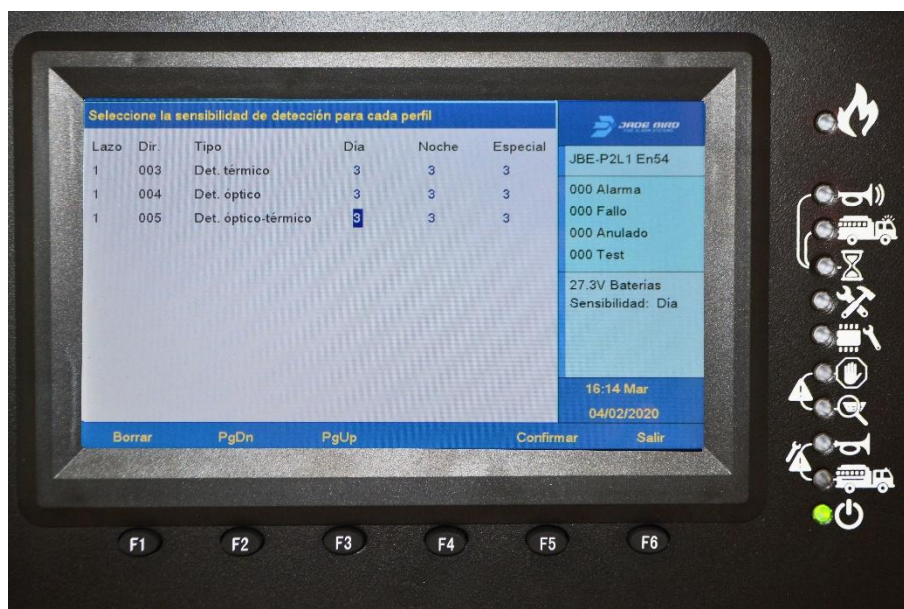 Seleccione la sensibilidad de detección para cada perfil
Lazo Dir. Tipo Día Noche Especial
1 003 Det. térmico 3 3 3
1 004 Det. óptico 3 3 3
1 005 Det. óptico-térmico 3 3 3
JADE BIRD
JBE-P2L1 En54
000 Alarma
000 Fallo
000 Anulado
000 Test
27.3V Baterías
Sensibilidad: Día
16:14 Mar
04/02/2020
Borrar PgDn PgUp Confirmar Salir
F1 F2 F3 F4 F5 F6